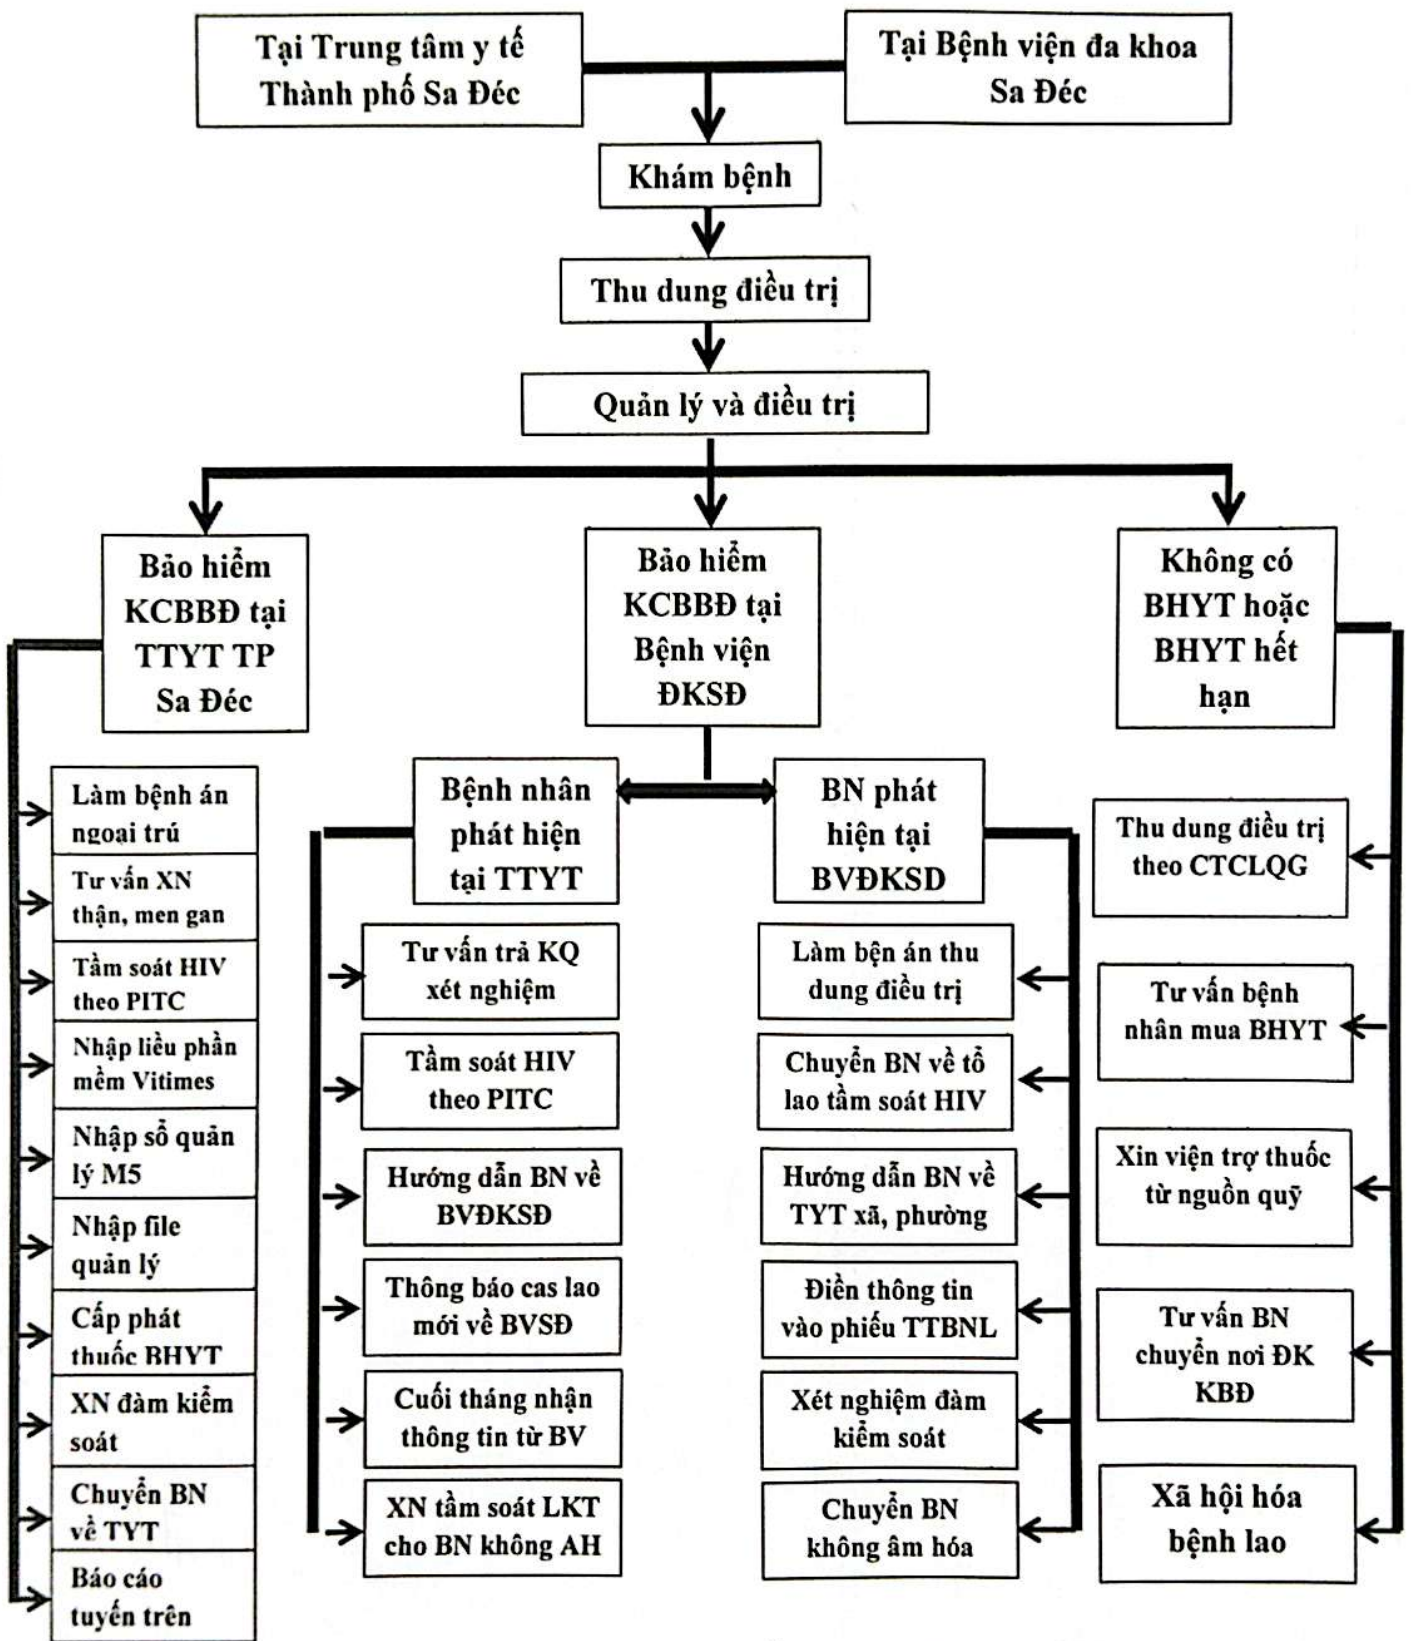 Tại Trung tâm y tế
Thành phố Sa Đéc
Tại Bệnh viện đa khoa
Sa Đéc
Khám bệnh
Thu dung điều trị
Quản lý và điều trị
Bảo hiểm
KCBBĐ tại
TTYT TP
Sa Đéc
Bảo hiểm
KCBBĐ tại
Bệnh viện
ĐKSĐ
Không có
BHYT hoặc
BHYT hết
hạn
Làm bệnh án
ngoại trú
Tư vấn XN
thận, men gan
Tầm soát HIV
theo PITC
Nhập liều phần
mềm Vitimes
Nhập sổ quản
lý M5
Nhập file
quản lý
Cấp phát
thuốc BHYT
XN đàm kiểm
soát
Chuyển BN
về TYT
Báo cáo
tuyến trên
Bệnh nhân
phát hiện
tại TTYT
Tư vấn trả KQ
xét nghiệm
Tầm soát HIV
theo PITC
Hướng dẫn BN về
BVĐKSĐ
Thông báo cas lao
mới về BVSĐ
Cuối tháng nhận
thông tin từ BV
XN tầm soát LKT
cho BN không AH
BN phát
hiện tại
BVĐKSD
Làm bện án thu
dung điều trị
Chuyển BN về tổ
lao tầm soát HIV
Hướng dẫn BN về
TYT xã, phường
Điền thông tin
vào phiếu TTBNL
Xét nghiệm đàm
kiểm soát
Chuyển BN
không âm hóa
Thu dung điều trị
theo CTCLQG
Tư vấn bệnh
nhân mua BHYT
Xin viện trợ thuốc
từ nguồn quỹ
Tư vấn BN
chuyển nơi ĐK
KBĐ
Xã hội hóa
bệnh lao